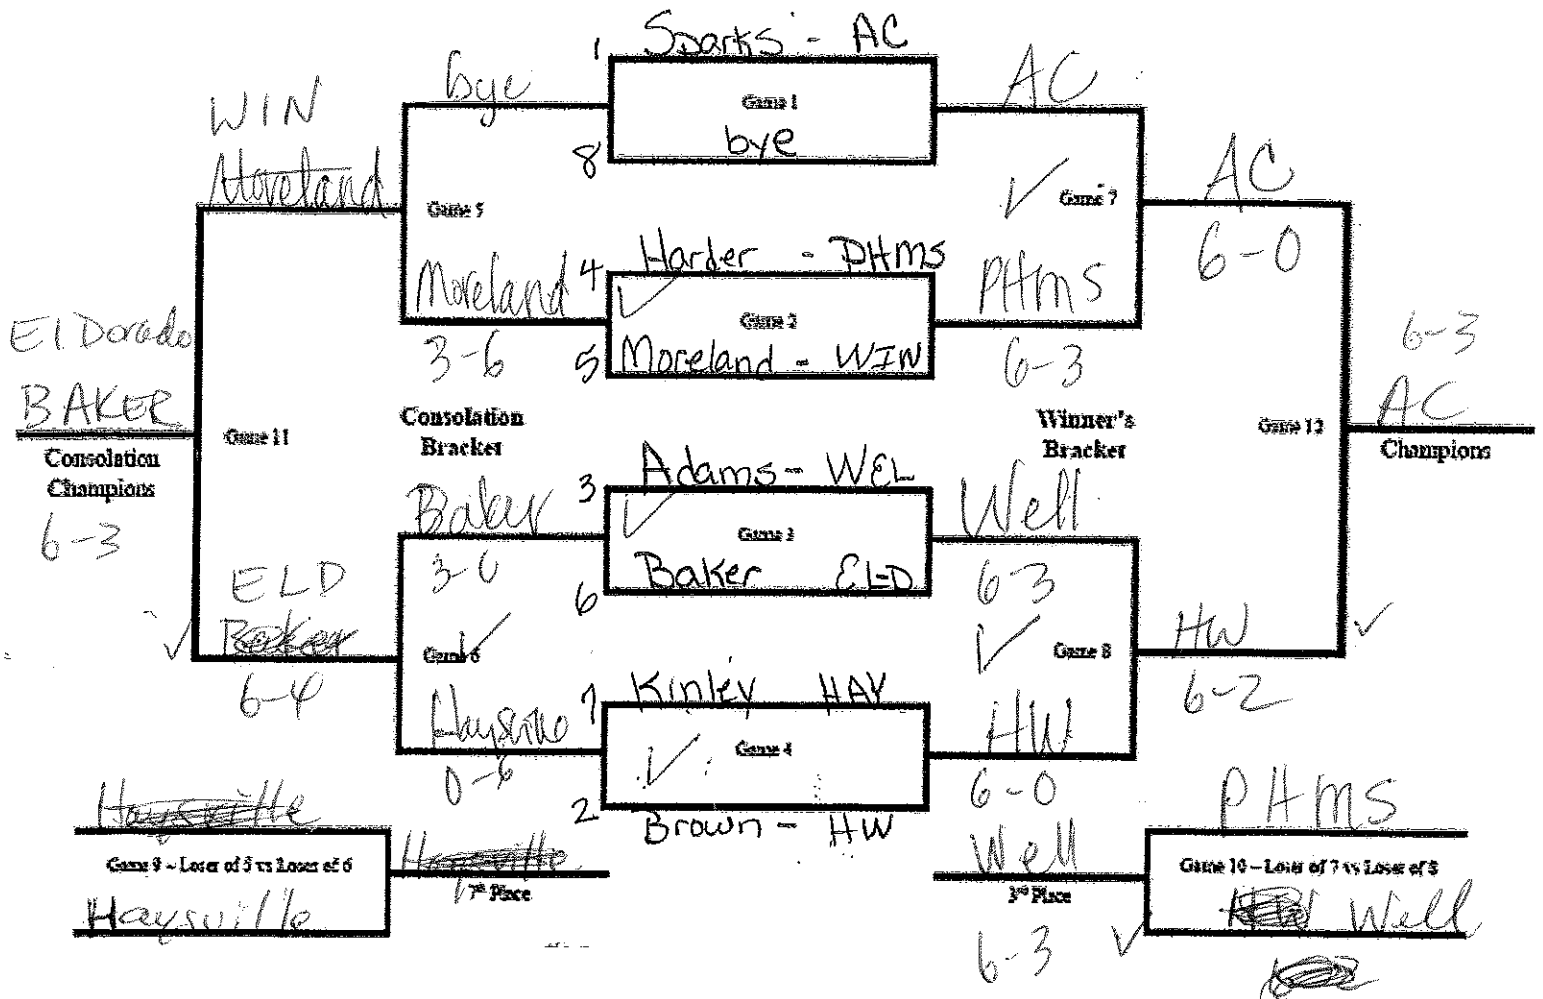 1 Sparks - AC
Game 1
8 bye
bye
AC
WIN
Moreland
Game 5
Game 7
AC
6-0
4 Harder - PHMS
Game 2
5 Moreland - WIN
Moreland
3-6
PHMS
6-3
El Dorado
BAKER
Consolation
Champions
6-3
Game 11
Consolation
Bracket
Winner's
Bracket
Game 12
6-3
AC
Champions
3 Adams - WEL
Game 3
6 Baker ELD
Baker
Well
6-3
ELD
6-4
Game 6
Game 8
HW
6-2
7 Kinley HAY
Game 4
2 Brown - HW
Haysville
0-6
HW
6-0
Haysville
Game 9 - Loser of 5 vs Loser of 6
Haysville
Haysville
7th Place
Well
3rd Place
6-3
PHMS
Game 10 - Loser of 7 vs Loser of 8
Well